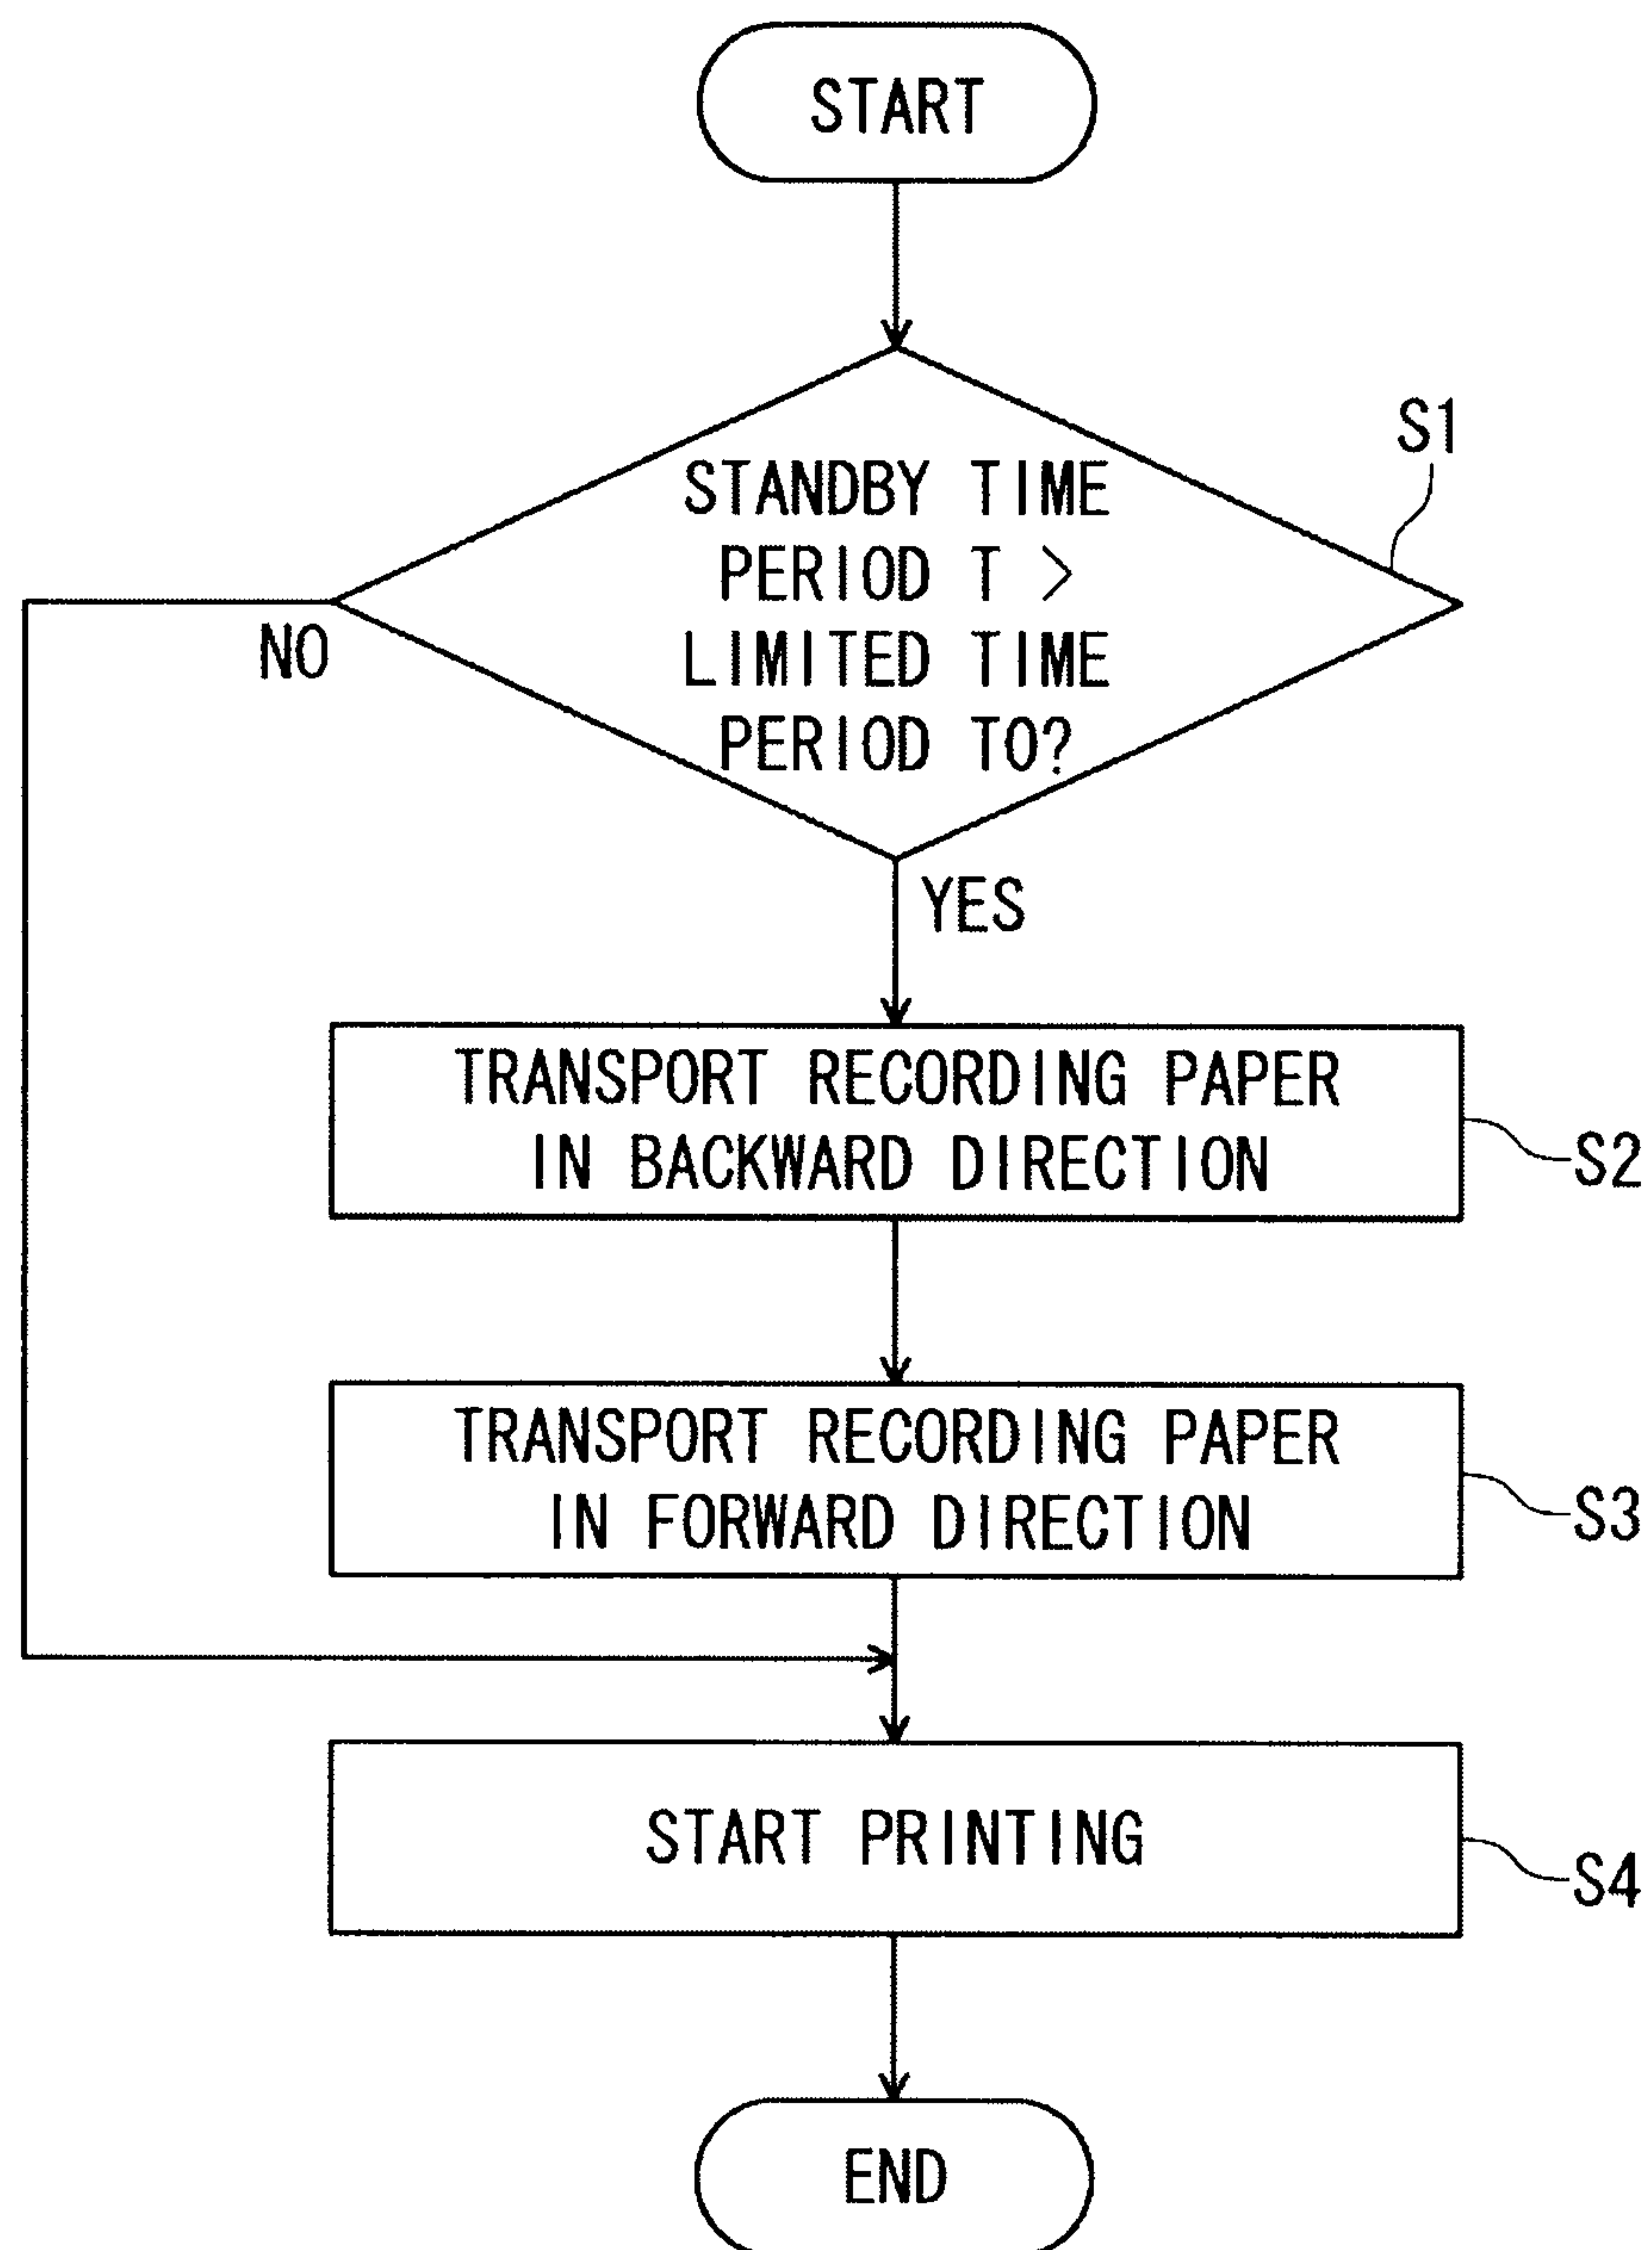 START
S1
STANDBY TIME
PERIOD T >
LIMITED TIME
PERIOD TO?
NO
YES
TRANSPORT RECORDING PAPER
IN BACKWARD DIRECTION
S2
TRANSPORT RECORDING PAPER
IN FORWARD DIRECTION
S3
START PRINTING
S4
END